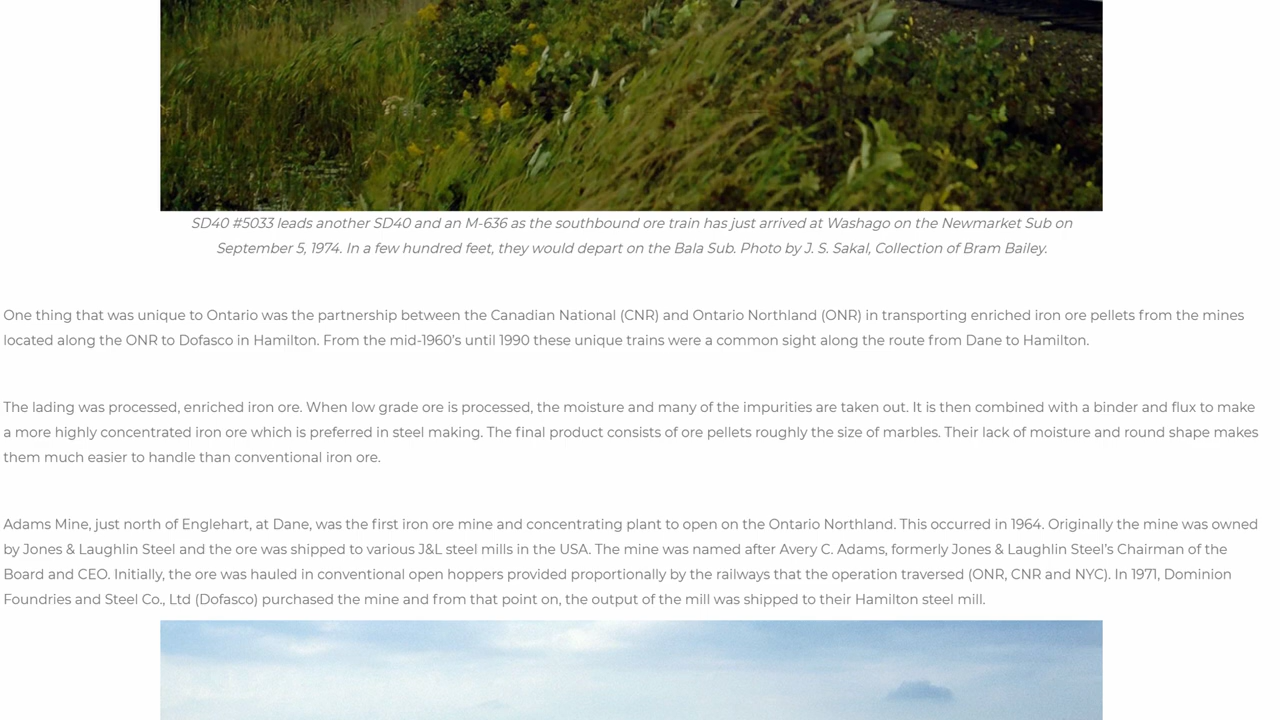 SD40 #5033 leads another SD40 and an M-636 as the southbound ore train has just arrived at Washago on the Newmarket Sub on
September 5, 1974. In a few hundred feet, they would depart on the Bala Sub. Photo by J. S. Sakal, Collection of Bram Bailey.
One thing that was unique to Ontario was the partnership between the Canadian National (CNR) and Ontario Northland (ONR) in transporting enriched iron ore pellets from the mines
located along the ONR to Dofasco in Hamilton. From the mid-1960’s until 1990 these unique trains were a common sight along the route from Dane to Hamilton.
The lading was processed, enriched iron ore. When low grade ore is processed, the moisture and many of the impurities are taken out. It is then combined with a binder and flux to make
a more highly concentrated iron ore which is preferred in steel making. The final product consists of ore pellets roughly the size of marbles. Their lack of moisture and round shape makes
them much easier to handle than conventional iron ore.
Adams Mine, just north of Englehart, at Dane, was the first iron ore mine and concentrating plant to open on the Ontario Northland. This occurred in 1964. Originally the mine was owned
by Jones & Laughlin Steel and the ore was shipped to various J&L steel mills in the USA. The mine was named after Avery C. Adams, formerly Jones & Laughlin Steel’s Chairman of the
Board and CEO. Initially, the ore was hauled in conventional open hoppers provided proportionally by the railways that the operation traversed (ONR, CNR and NYC). In 1971, Dominion
Foundries and Steel Co., Ltd (Dofasco) purchased the mine and from that point on, the output of the mill was shipped to their Hamilton steel mill.